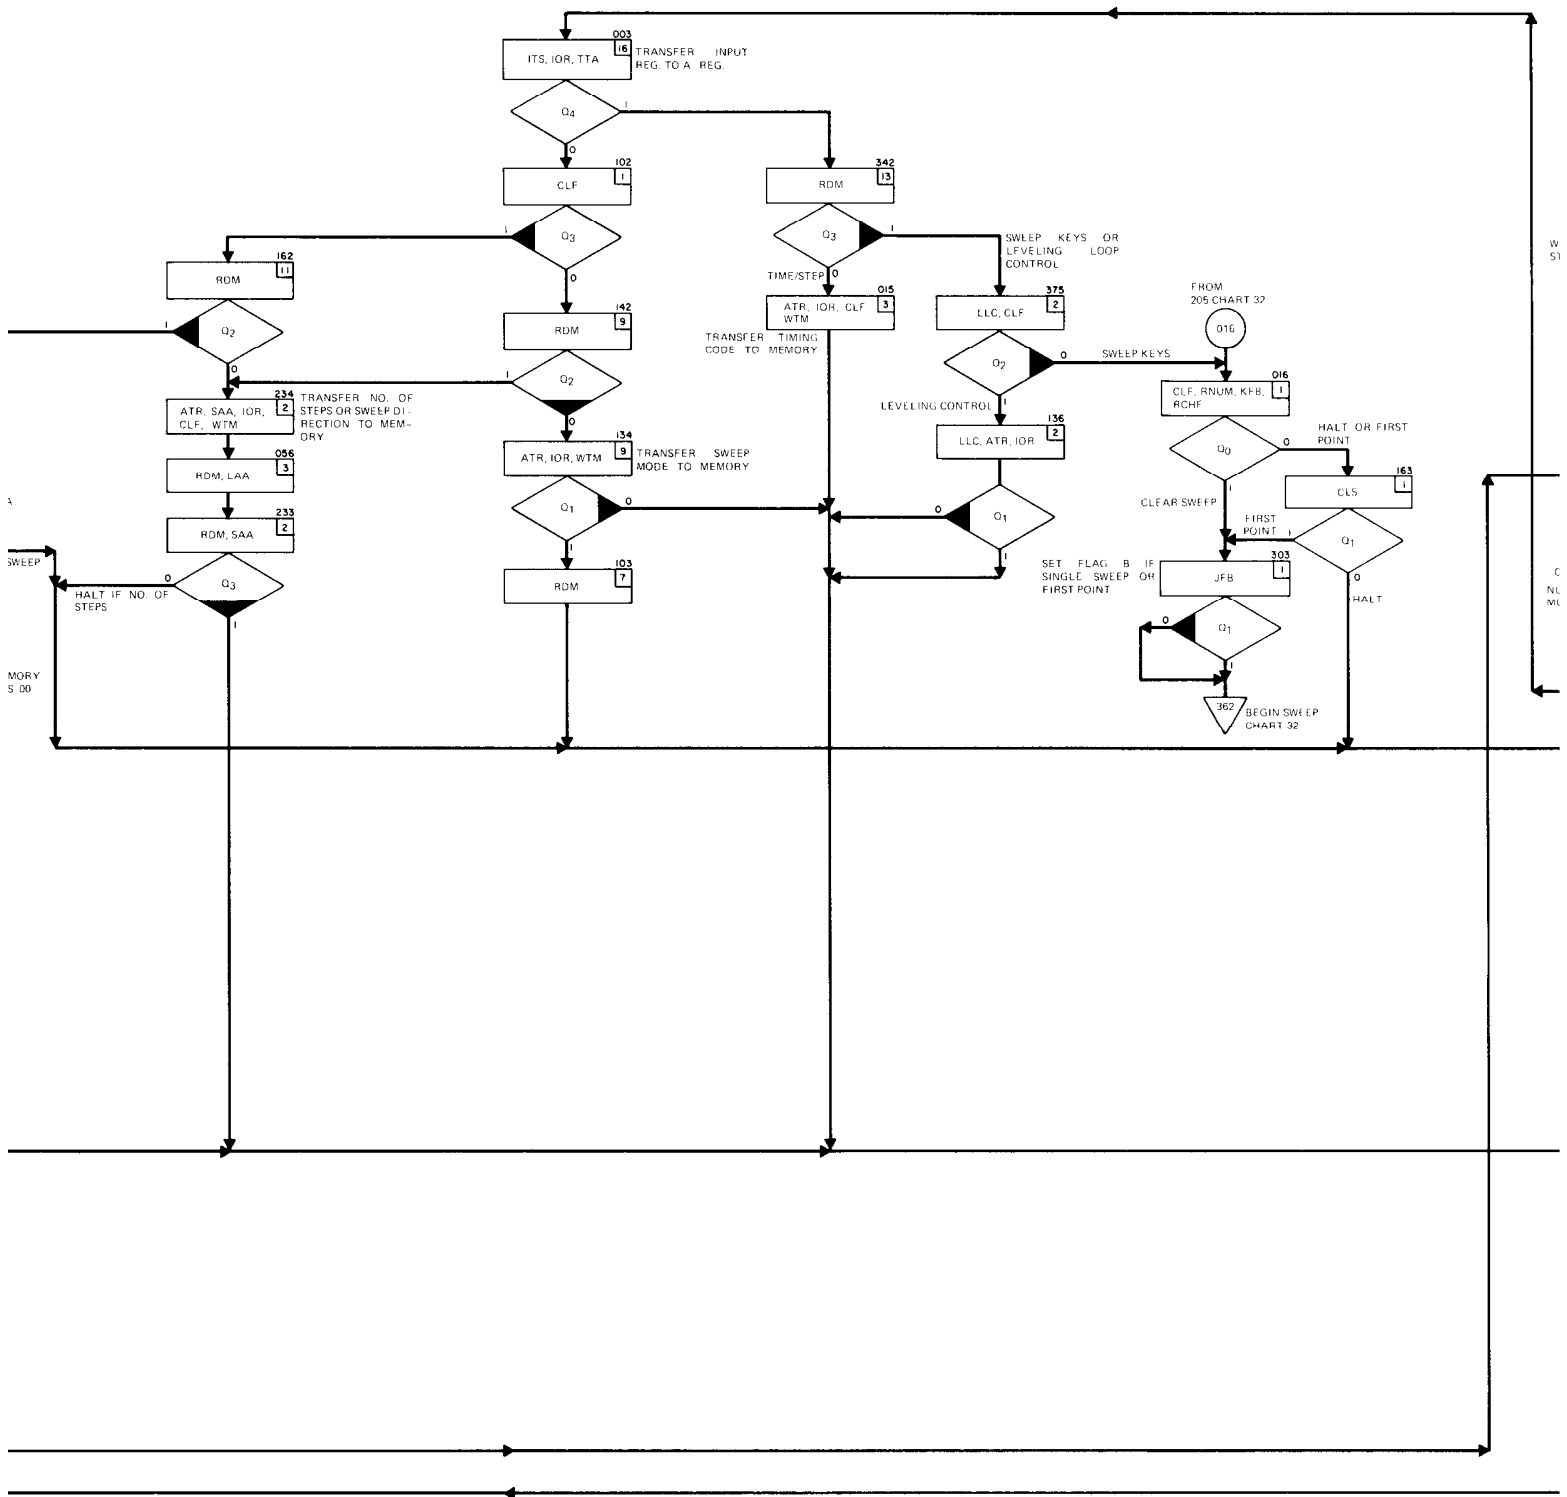 003
ITS, IOR, TTA
16
TRANSFER INPUT
REG. TO A REG.
Q4
1
0
102
CLF
1
342
RDM
13
Q3
1
0
Q3
1
0
SWEEP KEYS OR
LEVELING LOOP
CONTROL
W
ST
162
RDM
11
TIME/STEP
015
ATR, IOR, CLF
WTM
3
375
LLC, CLF
2
FROM
205 CHART 32
016
142
RDM
9
TRANSFER TIMING
CODE TO MEMORY
Q2
1
0
Q2
1
0
Q2
0
1
SWEEP KEYS
016
CLF, RNUM, KFB,
RCHF
1
234
ATR, SAA, IOR,
CLF, WTM
2
TRANSFER NO. OF
STEPS OR SWEEP DI-
RECTION TO MEM-
ORY
LEVELING CONTROL
134
ATR, IOR, WTM
9
TRANSFER SWEEP
MODE TO MEMORY
136
LLC, ATR, IOR
2
HALT OR FIRST
POINT
Q0
0
1
056
RDM, LAA
3
163
CLS
1
A
Q1
0
1
Q1
0
1
CLEAR SWEEP
233
RDM, SAA
2
FIRST
POINT
1
Q1
0
SWEEP
103
RDM
7
SET FLAG B IF
SINGLE SWEEP OR
FIRST POINT
303
JFB
1
C
Q3
0
1
HALT IF NO. OF
STEPS
HALT
NU
MO
Q1
0
1
MORY
S 00
362
BEGIN SWEEP
CHART 32